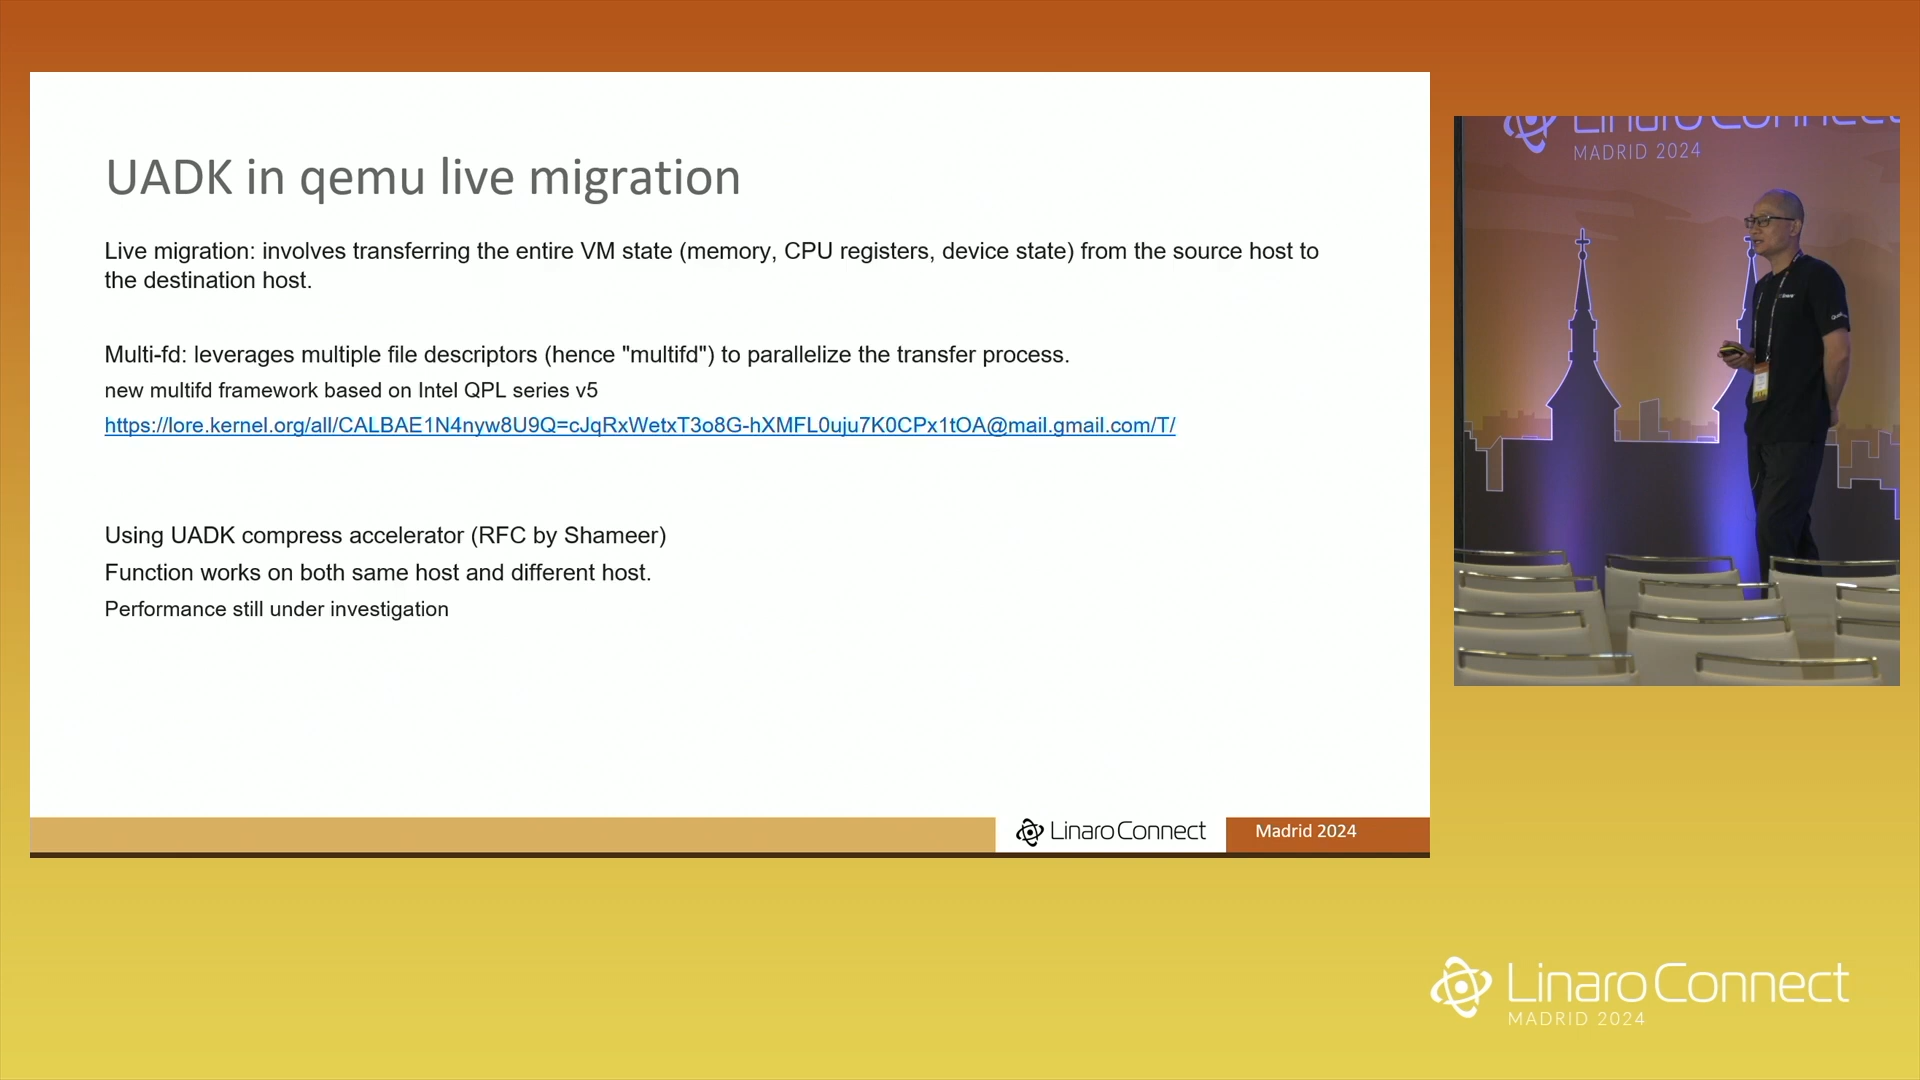 UADK in qemu live migration
Live migration: involves transferring the entire VM state (memory, CPU registers, device state) from the source host to
the destination host.
Multi-fd: leverages multiple file descriptors (hence "multifd") to parallelize the transfer process.
new multifd framework based on Intel QPL series v5
https://lore.kernel.org/all/CALBAE1N4nyw8U9Q=cJqRxWetxT3o8G-hXMFL0uju7K0CPx1tOA@mail.gmail.com/T/
Using UADK compress accelerator (RFC by Shameer)
Function works on both same host and different host.
Performance still under investigation
Linaro Connect
Madrid 2024
Linaro Connect
MADRID 2024
Linaro Connect
MADRID 2024